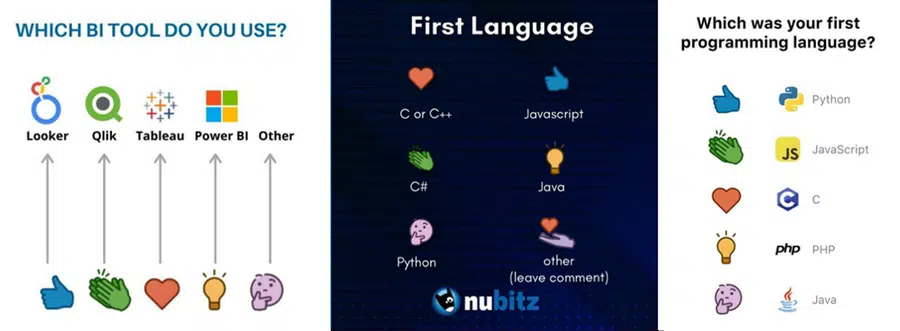 WHICH BI TOOL DO YOU USE?
Looker
Qlik
Tableau
Power BI
Other
First Language
C or C++
Javascript
C#
Java
Python
other
(leave comment)
nubitz
Which was your first
programming language?
Python
JS
JavaScript
C
C
php
PHP
Java
Java